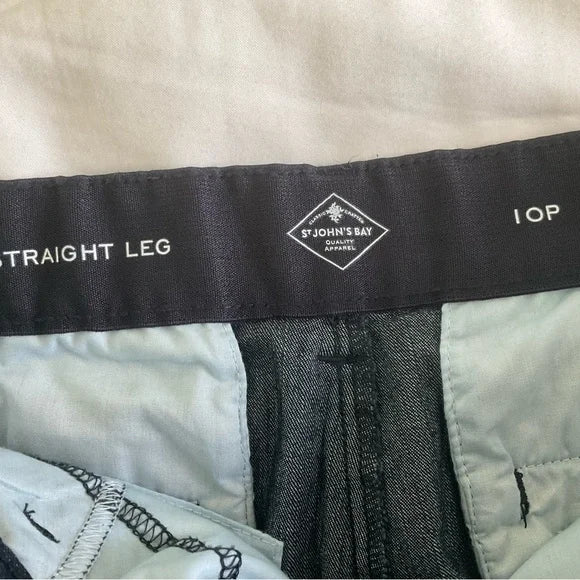 STRAIGHT LEG
CLASSIC CRAFTED
ST JOHN'S BAY
QUALITY
APPAREL
10P